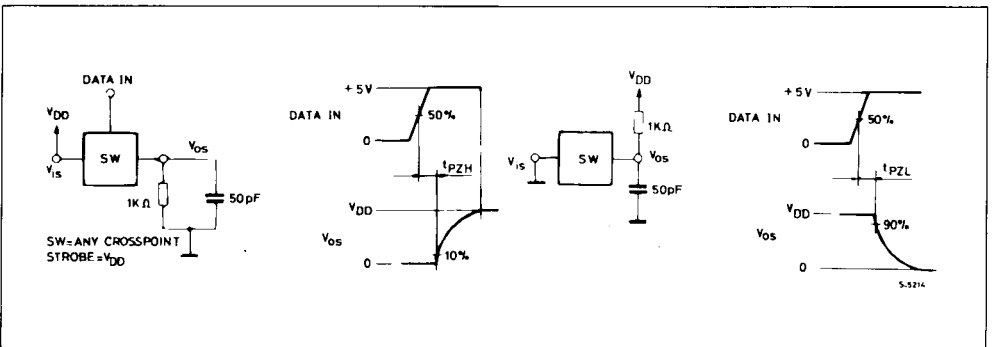 DATA IN
VDD
Vis
SW
Vos
1KΩ
50pF
SW=ANY CROSSPOINT
STROBE=VDD
+5V
DATA IN
50%
0
tPZH
VDD
Vos
10%
0
VDD
1KΩ
Vis
SW
Vos
50pF
+5V
DATA IN
50%
0
tPZL
VDD
90%
Vos
0
S-5214